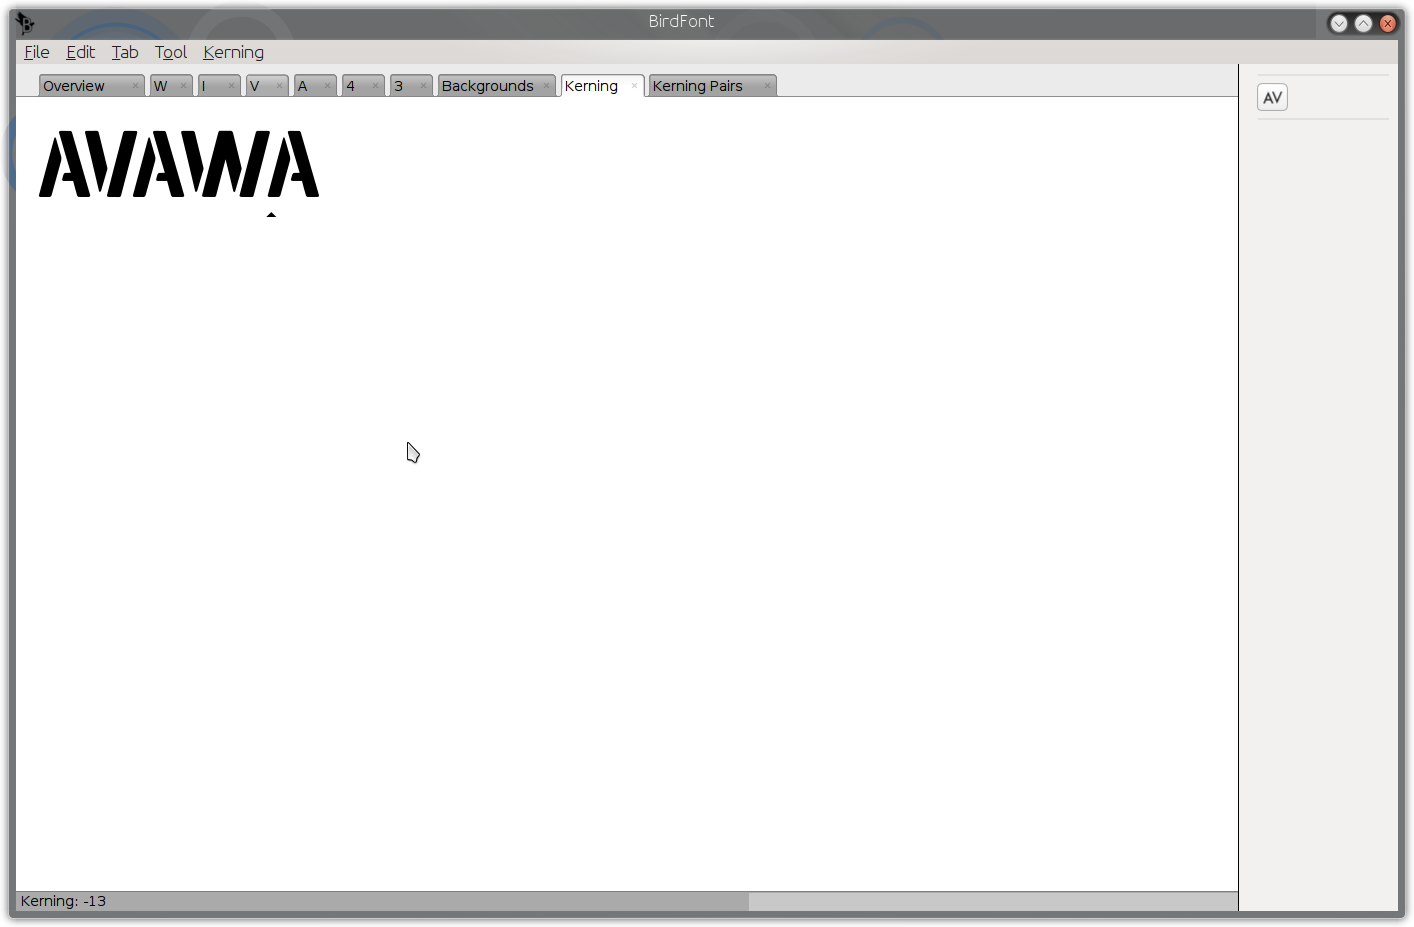 BirdFont
File Edit Tab Tool Kerning
Overview W I V A 4 3 Backgrounds Kerning Kerning Pairs
AV
AVAWA
Kerning: -13